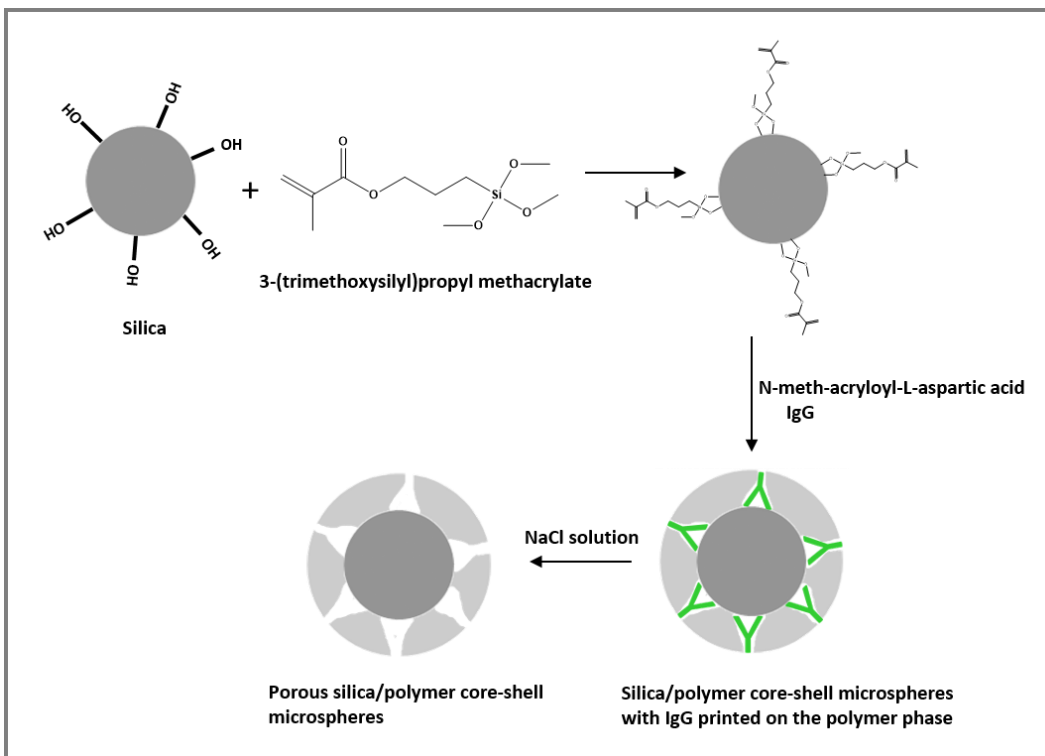 HO
OH
OH
HO
HO
OH
+
O
O
Si
O
O
O
3-(trimethoxysilyl)propyl methacrylate
Silica
N-meth-acryloyl-L-aspartic acid
IgG
NaCl solution
Porous silica/polymer core-shell
microspheres
Silica/polymer core-shell microspheres
with IgG printed on the polymer phase